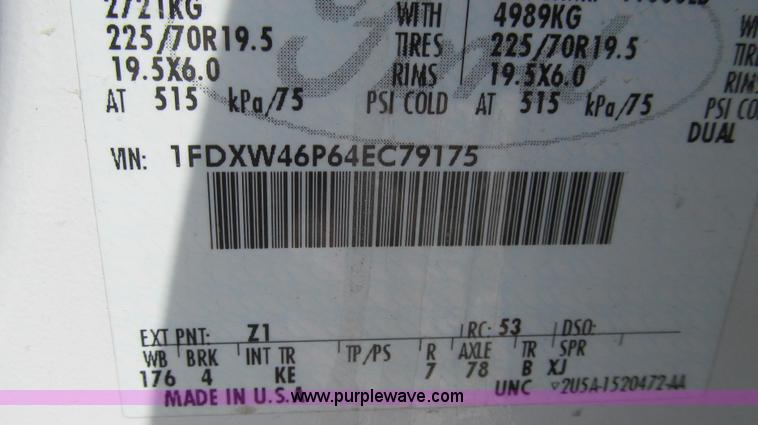 2721KG WITH 4989KG
225/70R19.5 TIRES 225/70R19.5
19.5X6.0 RIMS 19.5X6.0 RIMS
AT 515 kPa/75 PSI COLD AT 515 kPa/75 PSI CO
DUAL
VIN: 1FDXW46P64EC79175
EXT PNT: Z1 RC: 53 DSO:
WB BRK INT TR TP/PS R AXLE TR SPR
176 4 KE 7 78 B XJ
MADE IN U.S.A. UNC 2U5A-1520472-AA
www.purplewave.com